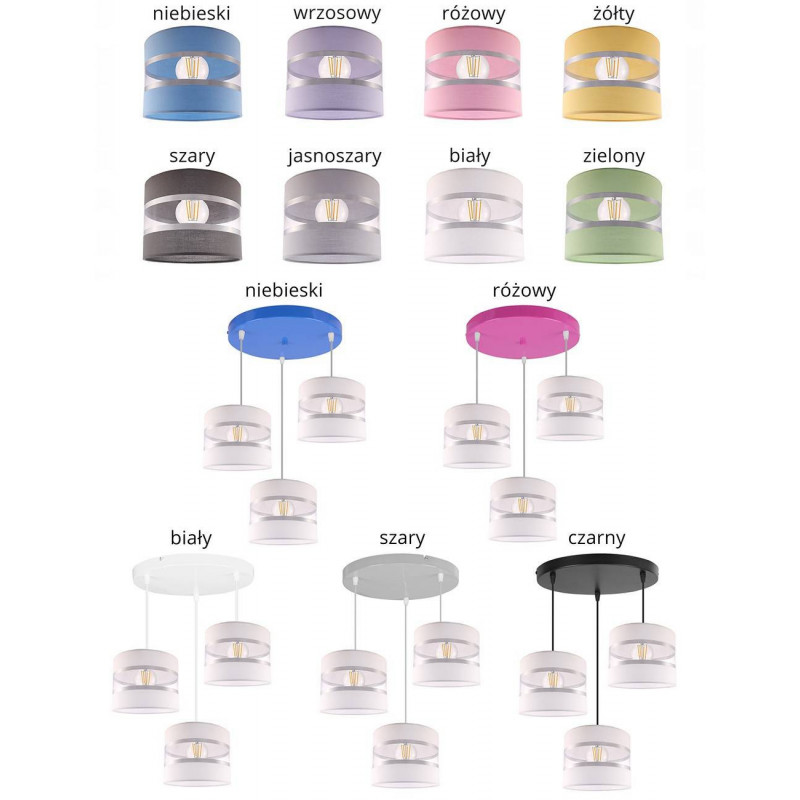 niebieski
wrzosowy
różowy
żółty
szary
jasnoszary
biały
zielony
niebieski
różowy
biały
szary
czarny